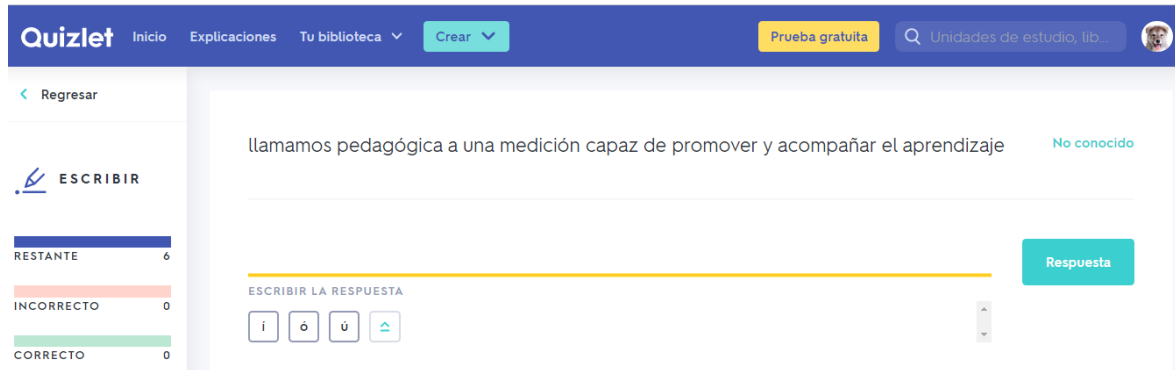 Quizlet Inicio Explicaciones Tu biblioteca Crear Prueba gratuita Unidades de estudio, lib...
Regresar
llamamos pedagógica a una medición capaz de promover y acompañar el aprendizaje No conocido
ESCRIBIR
RESTANTE 6
Respuesta
ESCRIBIR LA RESPUESTA
INCORRECTO 0
í ó ú
CORRECTO 0